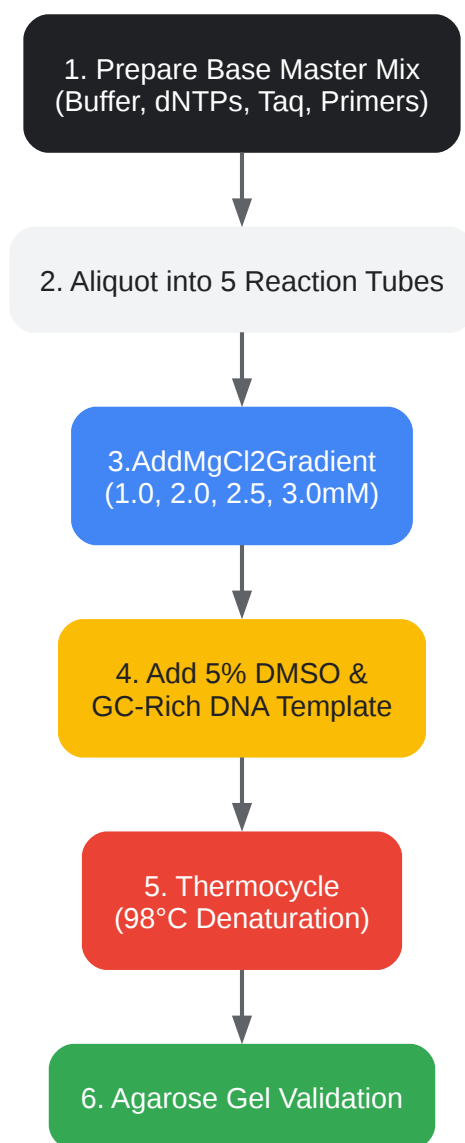 1. Prepare Base Master Mix
(Buffer, dNTPs, Taq, Primers)
2. Aliquot into 5 Reaction Tubes
3.AddMgCl2Gradient
(1.0, 2.0, 2.5, 3.0mM)
4. Add 5% DMSO &
GC-Rich DNA Template
5. Thermocycle
(98°C Denaturation)
6. Agarose Gel Validation